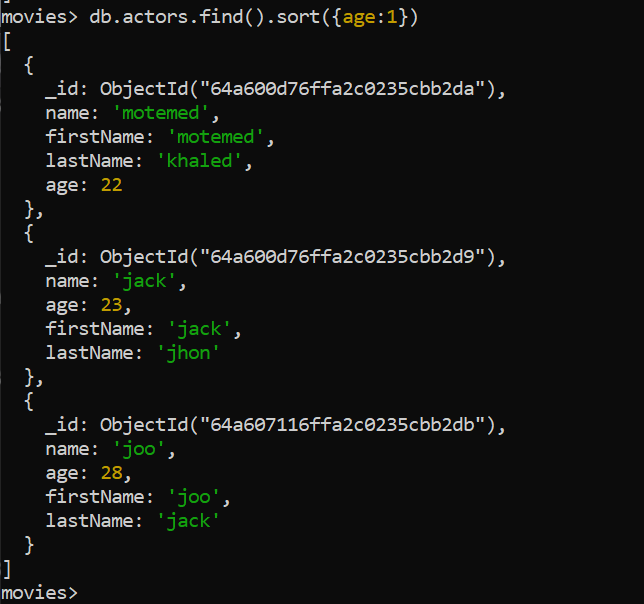 movies> db.actors.find().sort({age:1})
[
  {
    _id: ObjectId("64a600d76ffa2c0235cbb2da"),
    name: 'motemed',
    firstName: 'motemed',
    lastName: 'khaled',
    age: 22
  },
  {
    _id: ObjectId("64a600d76ffa2c0235cbb2d9"),
    name: 'jack',
    age: 23,
    firstName: 'jack',
    lastName: 'jhon'
  },
  {
    _id: ObjectId("64a607116ffa2c0235cbb2db"),
    name: 'joo',
    age: 28,
    firstName: 'joo',
    lastName: 'jack'
  }
]
movies>